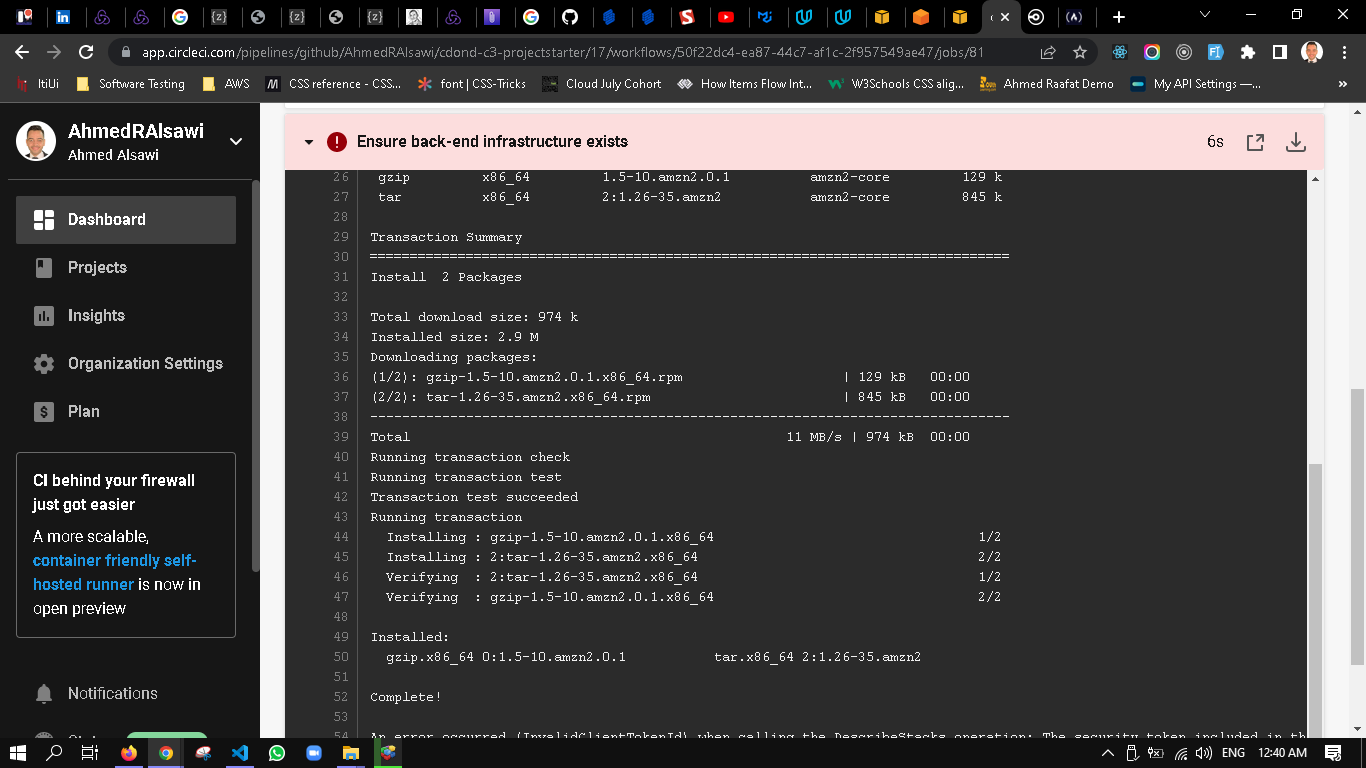 app.circleci.com/pipelines/github/AhmedRAlsawi/cdond-c3-projectstarter/17/workflows/50f22dc4-ea87-44c7-af1c-2f957549ae47/jobs/81
ItiUi
Software Testing
AWS
CSS reference - CSS...
font | CSS-Tricks
Cloud July Cohort
How Items Flow Int...
W3Schools CSS alig...
Ahmed Raafat Demo
My API Settings —...
»
AhmedRAlsawi
Ahmed Alsawi
Dashboard
Projects
Insights
Organization Settings
Plan
CI behind your firewall
just got easier
A more scalable,
container friendly self-
hosted runner is now in
open preview
Notifications
Ensure back-end infrastructure exists
6s
26 gzip x86_64 1.5-10.amzn2.0.1 amzn2-core 129 k
27 tar x86_64 2:1.26-35.amzn2 amzn2-core 845 k
28
29 Transaction Summary
30 ================================================================================
31 Install 2 Packages
32
33 Total download size: 974 k
34 Installed size: 2.9 M
35 Downloading packages:
36 (1/2): gzip-1.5-10.amzn2.0.1.x86_64.rpm | 129 kB 00:00
37 (2/2): tar-1.26-35.amzn2.x86_64.rpm | 845 kB 00:00
38 --------------------------------------------------------------------------------
39 Total 11 MB/s | 974 kB 00:00
40 Running transaction check
41 Running transaction test
42 Transaction test succeeded
43 Running transaction
44 Installing : gzip-1.5-10.amzn2.0.1.x86_64 1/2
45 Installing : 2:tar-1.26-35.amzn2.x86_64 2/2
46 Verifying : 2:tar-1.26-35.amzn2.x86_64 1/2
47 Verifying : gzip-1.5-10.amzn2.0.1.x86_64 2/2
48
49 Installed:
50 gzip.x86_64 0:1.5-10.amzn2.0.1 tar.x86_64 2:1.26-35.amzn2
51
52 Complete!
53
54 An error occurred (InvalidClientTokenId) when calling the DescribeStacks operation: The security token included in th
ENG
12:40 AM